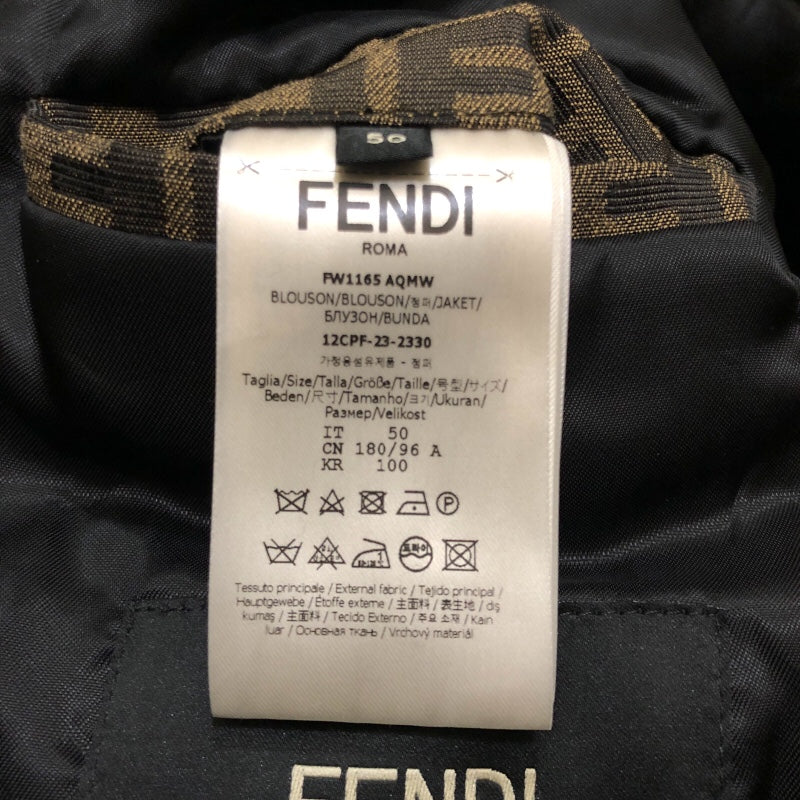 50
FENDI
ROMA
FW1165 AQMW
BLOUSON/BLOUSON/점퍼/JAKET/
БЛУЗОН/BUNDA
12CPF-23-2330
가정용섬유제품 - 점퍼
Taglia/Size/Talla/Größe/Taille/号型/サイズ/
Beden/尺寸/Tamanho/크기/Ukuran/
Размер/Velikost
IT 50
CN 180/96 A
KR 100
P
드라이
Tessuto principale / External fabric / Tejido principal /
Hauptgewebe / Étoffe externe / 主面料 / 表生地 / dış
kumaş / 主面料 / Tecido Externo / 주요 소재 / Kain
luar / Основная ткань / Vrchový materiál
FENDI